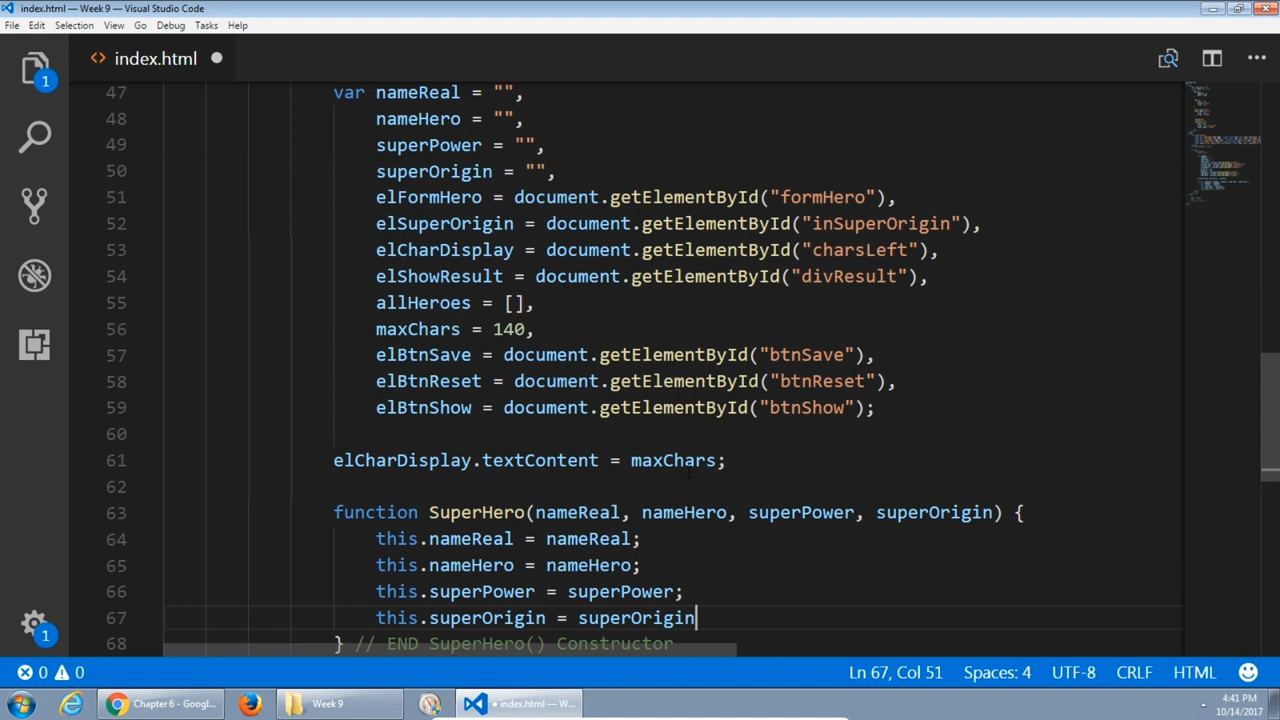 index.html — Week 9 — Visual Studio Code
File Edit Selection View Go Debug Tasks Help
1
<> index.html
47 var nameReal = "",
48 nameHero = "",
49 superPower = "",
50 superOrigin = "",
51 elFormHero = document.getElementById("formHero"),
52 elSuperOrigin = document.getElementById("inSuperOrigin"),
53 elCharDisplay = document.getElementById("charsLeft"),
54 elShowResult = document.getElementById("divResult"),
55 allHeroes = [],
56 maxChars = 140,
57 elBtnSave = document.getElementById("btnSave"),
58 elBtnReset = document.getElementById("btnReset"),
59 elBtnShow = document.getElementById("btnShow");
60
61 elCharDisplay.textContent = maxChars;
62
63 function SuperHero(nameReal, nameHero, superPower, superOrigin) {
64 this.nameReal = nameReal;
65 this.nameHero = nameHero;
66 this.superPower = superPower;
67 this.superOrigin = superOrigin
68 } // END SuperHero() Constructor
1
0 0 Ln 67, Col 51 Spaces: 4 UTF-8 CRLF HTML
Chapter 6 - Googl... Week 9 • index.html — W... 4:41 PM
10/14/2017